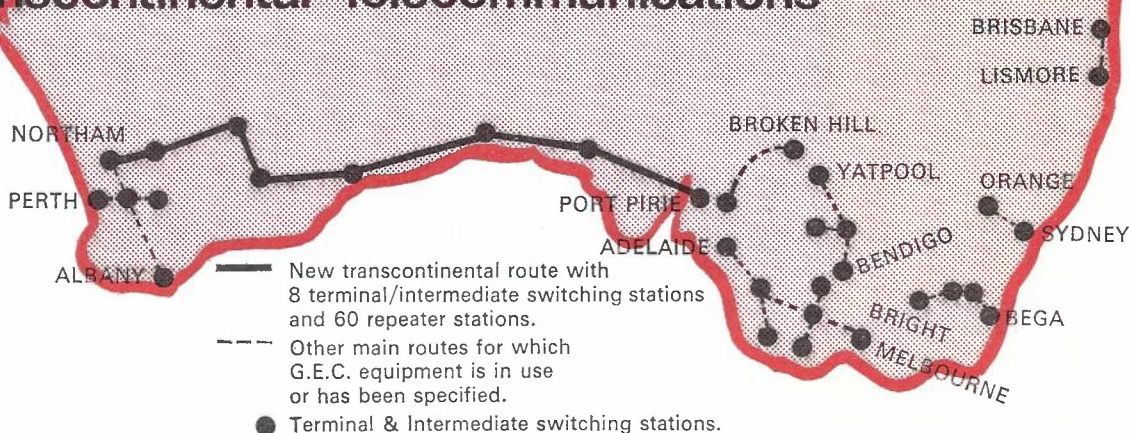 Transcontinental Telecommunications
BRISBANE
LISMORE
NORTHAM
BROKEN HILL
YATPOOL
ORANGE
PERTH
PORT PIRIE
SYDNEY
ADELAIDE
BENDIGO
ALBANY
New transcontinental route with
8 terminal/intermediate switching stations
and 60 repeater stations.
BRIGHT
BEGA
Other main routes for which
G.E.C. equipment is in use
or has been specified.
MELBOURNE
Terminal & Intermediate switching stations.